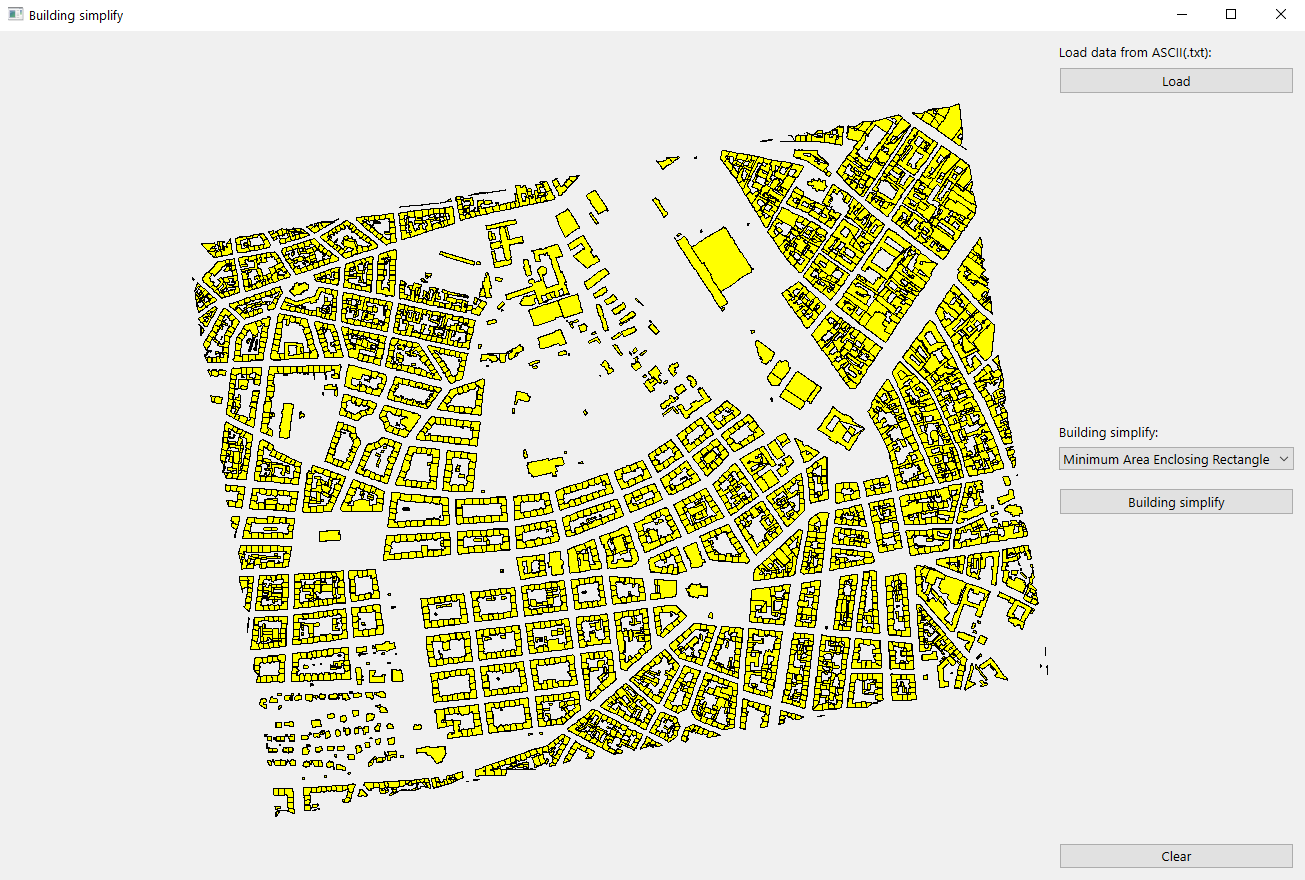 Building simplify
Load data from ASCII(.txt):
Load
Building simplify:
Minimum Area Enclosing Rectangle
Building simplify
Clear